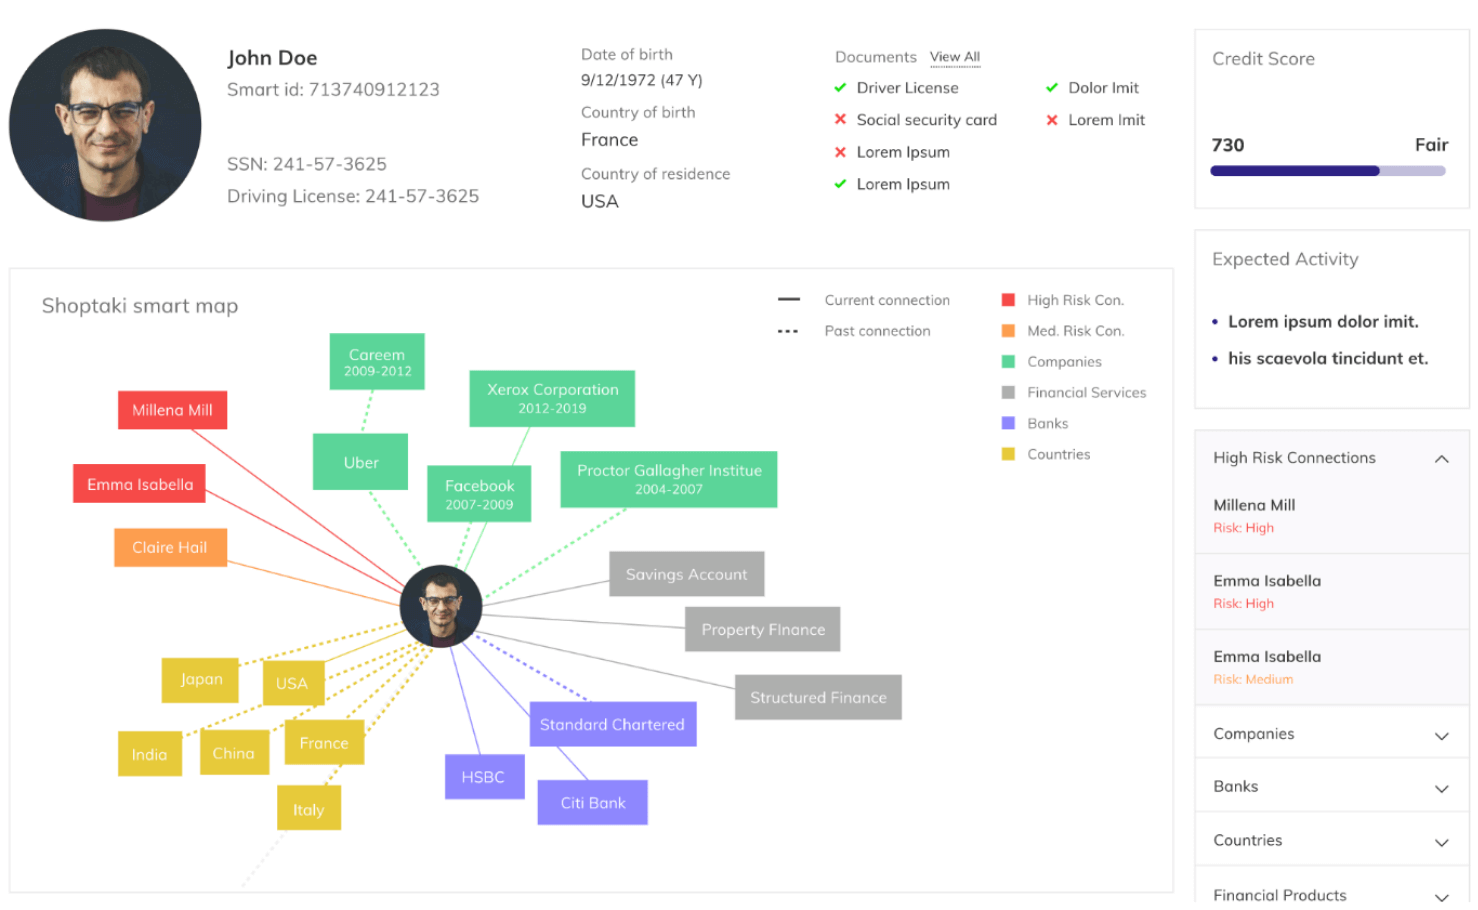 John Doe
Smart id: 713740912123
SSN: 241-57-3625
Driving License: 241-57-3625
Date of birth
9/12/1972 (47 Y)
Country of birth
France
Country of residence
USA
Documents View All
Driver License
Social security card
Lorem Ipsum
Lorem Ipsum
Dolor Imit
Lorem Imit
Credit Score
730 Fair
Expected Activity
Lorem ipsum dolor imit.
his scaevola tincidunt et.
Shoptaki smart map
Current connection
Past connection
High Risk Con.
Med. Risk Con.
Companies
Financial Services
Banks
Countries
Careem
2009-2012
Xerox Corporation
2012-2019
Millena Mill
Uber
Emma Isabella
Facebook
2007-2009
Proctor Gallagher Institue
2004-2007
Claire Hail
Savings Account
Property FInance
Structured Finance
Japan
USA
India
China
France
Italy
Standard Chartered
HSBC
Citi Bank
High Risk Connections
Millena Mill
Risk: High
Emma Isabella
Risk: High
Emma Isabella
Risk: Medium
Companies
Banks
Countries
Financial Products